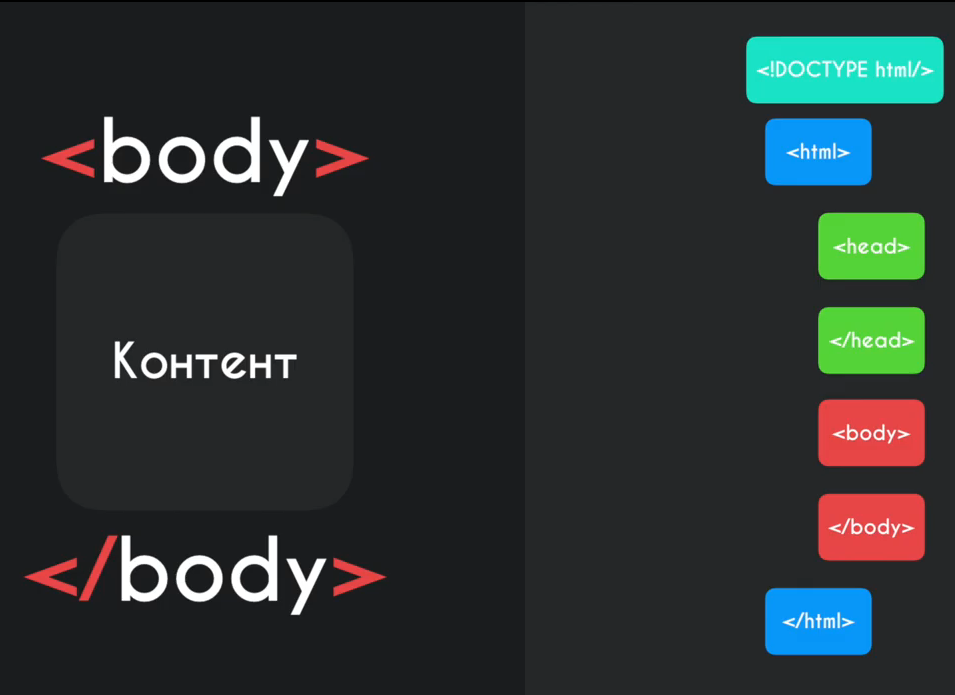 <body>
Контент
</body>
<!DOCTYPE html/>
<html>
<head>
</head>
<body>
</body>
</html>